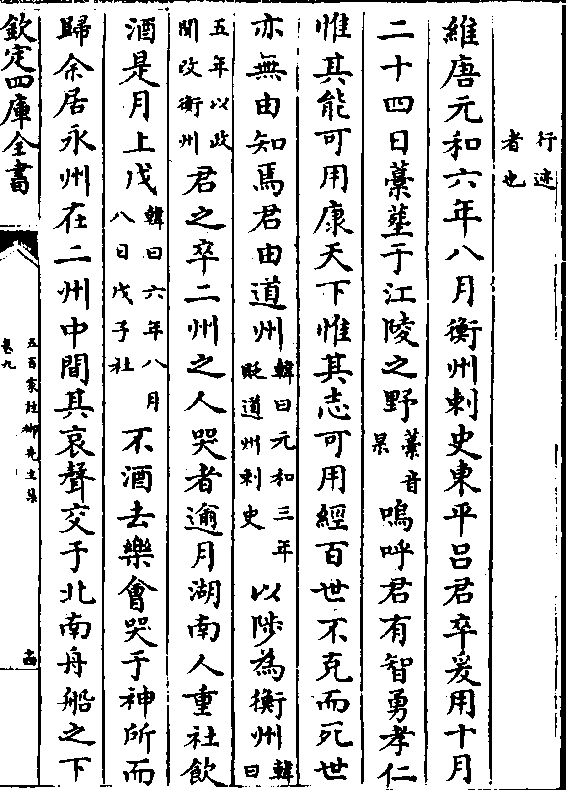 行迹者也
維唐元和六年八月衡州刺史東平呂君卒爰用十月
二十四日藁塟于江陵之野藁音杲嗚呼君有智勇孝仁
惟其能可用康天下惟其志可用經百世不克而死世
亦無由知焉君由道州韓曰元和三年貶道州刺史以陟為衡州韓曰
五年以政聞改衡州君之卒二州之人哭者逾月湖南人重社飲
酒是月上戊韓曰六年八月八日戊子社不酒去樂會哭于神所而
歸余居永州在二州中間其哀聲交于北南舟船之下
欽定四庫全書
五百家註柳先生集
卷九
十四